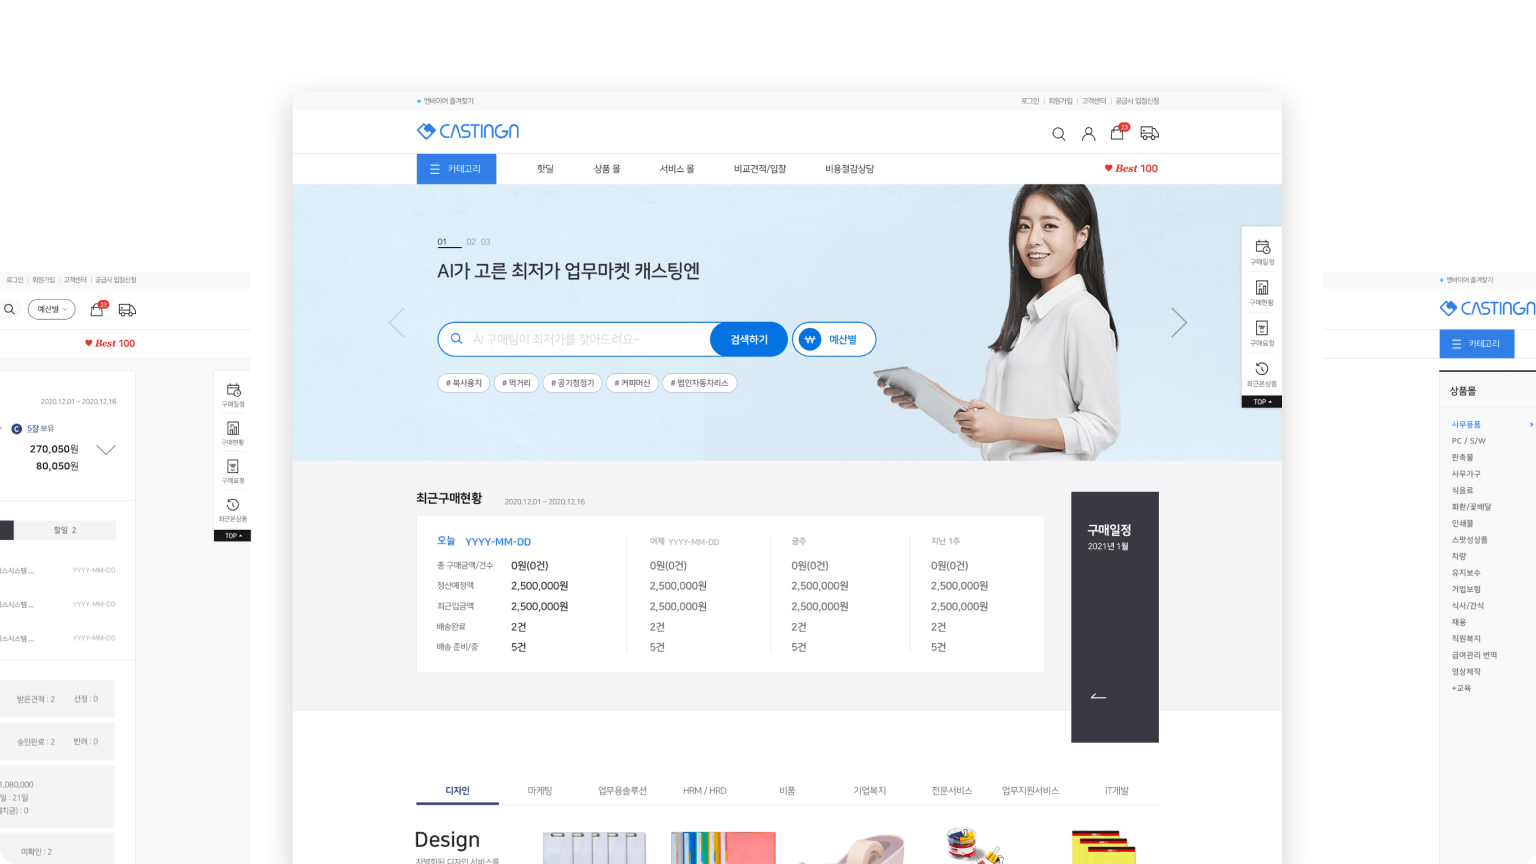 + 엔바이어 즐겨찾기
로그인 | 회원가입 | 고객센터 | 공급사 입점신청
CASTINGN
23
카테고리
핫딜
상품 몰
서비스 몰
비교견적/입찰
비용절감상담
Best 100
01 02 03
AI가 고른 최저가 업무마켓 캐스팅엔
AI 구매팀이 최저가를 찾아드려요~
검색하기
₩ 예산별
# 복사용지
# 먹거리
# 공기청정기
# 커피머신
# 법인자동차리스
구매일정
구매현황
구매요청
최근본상품
TOP
최근구매현황
2020.12.01 ~ 2020.12.16
오늘 YYYY-MM-DD
어제 YYYY-MM-DD
금주
지난 1주
총 구매금액/건수 0원(0건) 0원(0건) 0원(0건) 0원(0건)
정산예정액 2,500,000원 2,500,000원 2,500,000원 2,500,000원
최근입금액 2,500,000원 2,500,000원 2,500,000원 2,500,000원
배송완료 2건 2건 2건 2건
배송 준비/중 5건 5건 5건 5건
구매일정
2021년 1월
디자인
마케팅
업무용솔루션
HRM / HRD
비품
기업복지
전문서비스
업무지원서비스
IT개발
Design
차별화된 디자인 서비스를
로그인 | 회원가입 | 고객센터 | 공급사 입점신청
예산별
23
Best 100
2020.12.01 ~ 2020.12.16
C 5장 보유
270,050원
80,050원
할일 2
스시스템 ... YYYY-MM-DD
스시스템 ... YYYY-MM-DD
스시스템 ... YYYY-MM-DD
받은견적 : 2 선정 : 0
승인완료 : 2 반려 : 0
1,080,000
일 : 21일
치금) : 0
미확인 : 2
구매일정
구매현황
구매요청
최근본상품
TOP
+ 엔바이어 즐겨찾기
CASTINGN
카테고리
상품몰
사무용품
PC / S/W
판촉물
사무가구
식음료
화환/꽃배달
인쇄물
스팟성상품
차량
유지보수
기업보험
식사/간식
채용
직원복지
급여관리 번역
영상제작
+교육